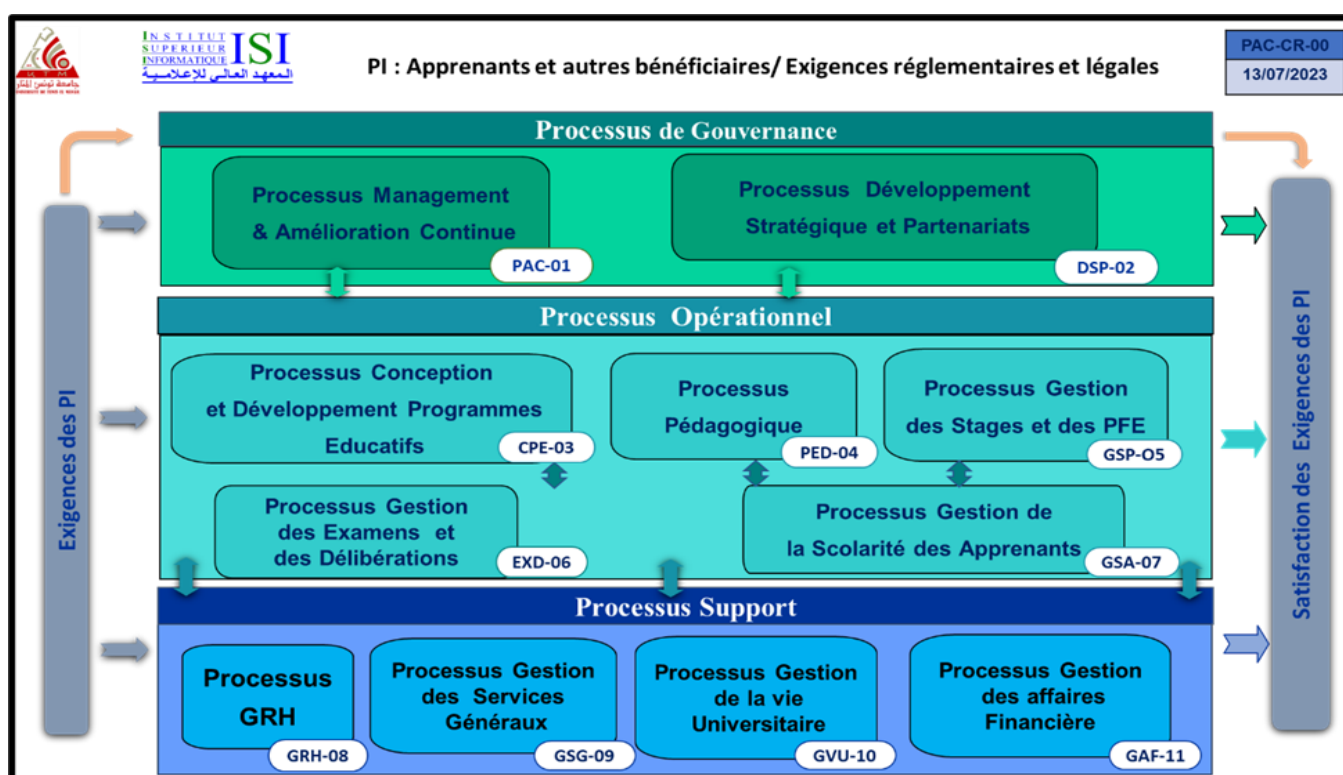 INSTITUT
SUPERIEUR
INFORMATIQUE
ISI
المعهد العالي للإعلامية
جامعة تونس المنار
PI : Apprenants et autres bénéficiaires/ Exigences réglementaires et légales
PAC-CR-00
13/07/2023
Exigences des PI
Processus de Gouvernance
Processus Management
& Amélioration Continue
PAC-01
Processus Développement
Stratégique et Partenariats
DSP-02
Processus Opérationnel
Processus Conception
et Développement Programmes
Educatifs
CPE-03
Processus
Pédagogique
PED-04
Processus Gestion
des Stages et des PFE
GSP-O5
Processus Gestion
des Examens et
des Délibérations
EXD-06
Processus Gestion de
la Scolarité des Apprenants
GSA-07
Processus Support
Processus
GRH
GRH-08
Processus Gestion
des Services
Généraux
GSG-09
Processus Gestion
de la vie
Universitaire
GVU-10
Processus Gestion
des affaires
Financière
GAF-11
Satisfaction des Exigences des PI